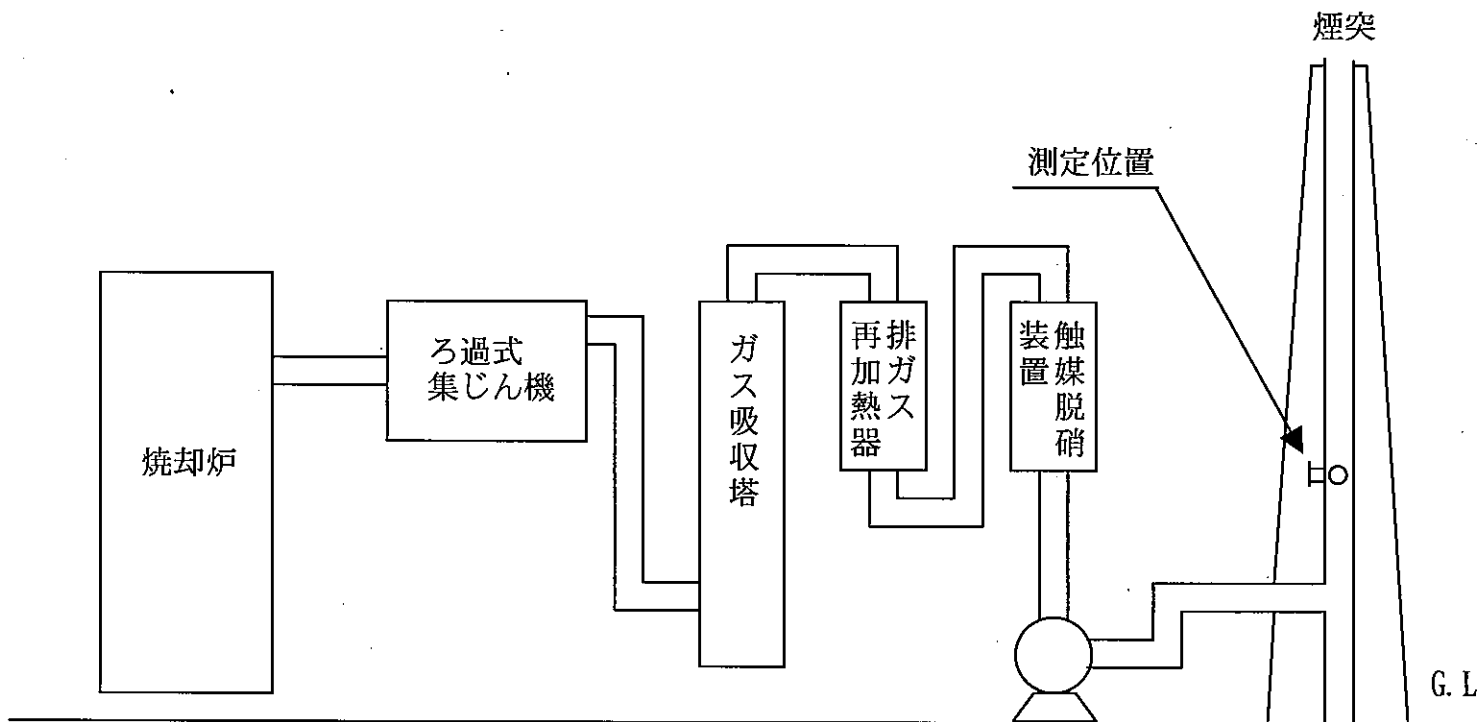 煙突
測定位置
焼却炉
ろ過式
集じん機
ガス吸収塔
排ガス
再加熱器
触媒脱硝
装置
G.L